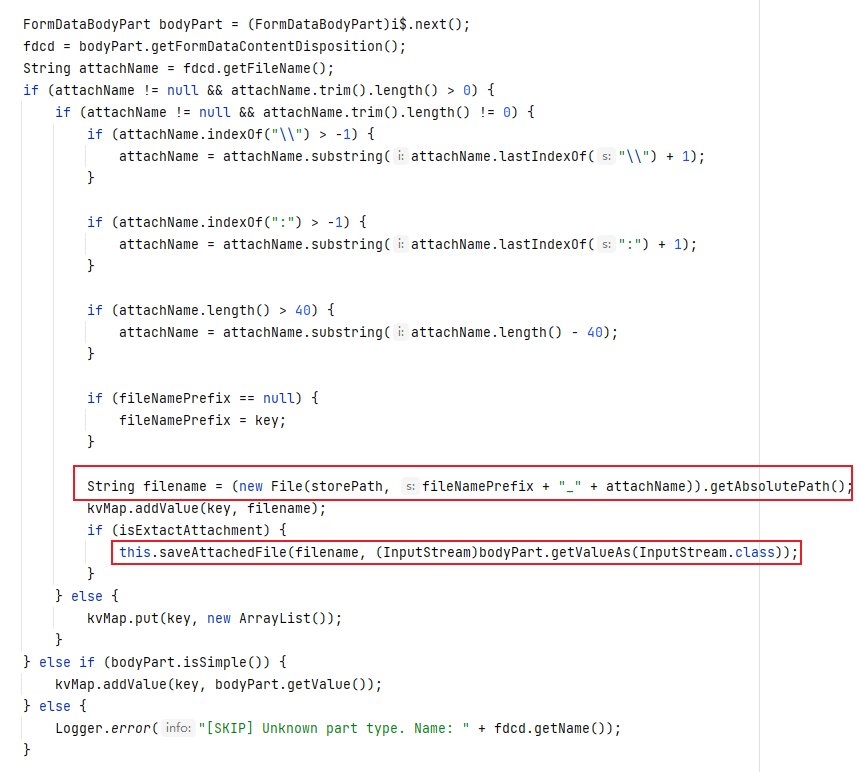 FormDataBodyPart bodyPart = (FormDataBodyPart)i$.next();
fdcd = bodyPart.getFormDataContentDisposition();
String attachName = fdcd.getFileName();
if (attachName != null && attachName.trim().length() > 0) {
if (attachName != null && attachName.trim().length() != 0) {
if (attachName.indexOf("\\") > -1) {
attachName = attachName.substring( i: attachName.lastIndexOf( s: "\\") + 1);
}
if (attachName.indexOf(":") > -1) {
attachName = attachName.substring( i: attachName.lastIndexOf( s: ":") + 1);
}
if (attachName.length() > 40) {
attachName = attachName.substring( i: attachName.length() - 40);
}
if (fileNamePrefix == null) {
fileNamePrefix = key;
}
String filename = (new File(storePath, s: fileNamePrefix + "_" + attachName)).getAbsolutePath();
kvMap.addValue(key, filename);
if (isExtactAttachment) {
this.saveAttachedFile(filename, (InputStream)bodyPart.getValueAs(InputStream.class));
}
} else {
kvMap.put(key, new ArrayList());
}
} else if (bodyPart.isSimple()) {
kvMap.addValue(key, bodyPart.getValue());
} else {
Logger.error( info: "[SKIP] Unknown part type. Name: " + fdcd.getName());
}